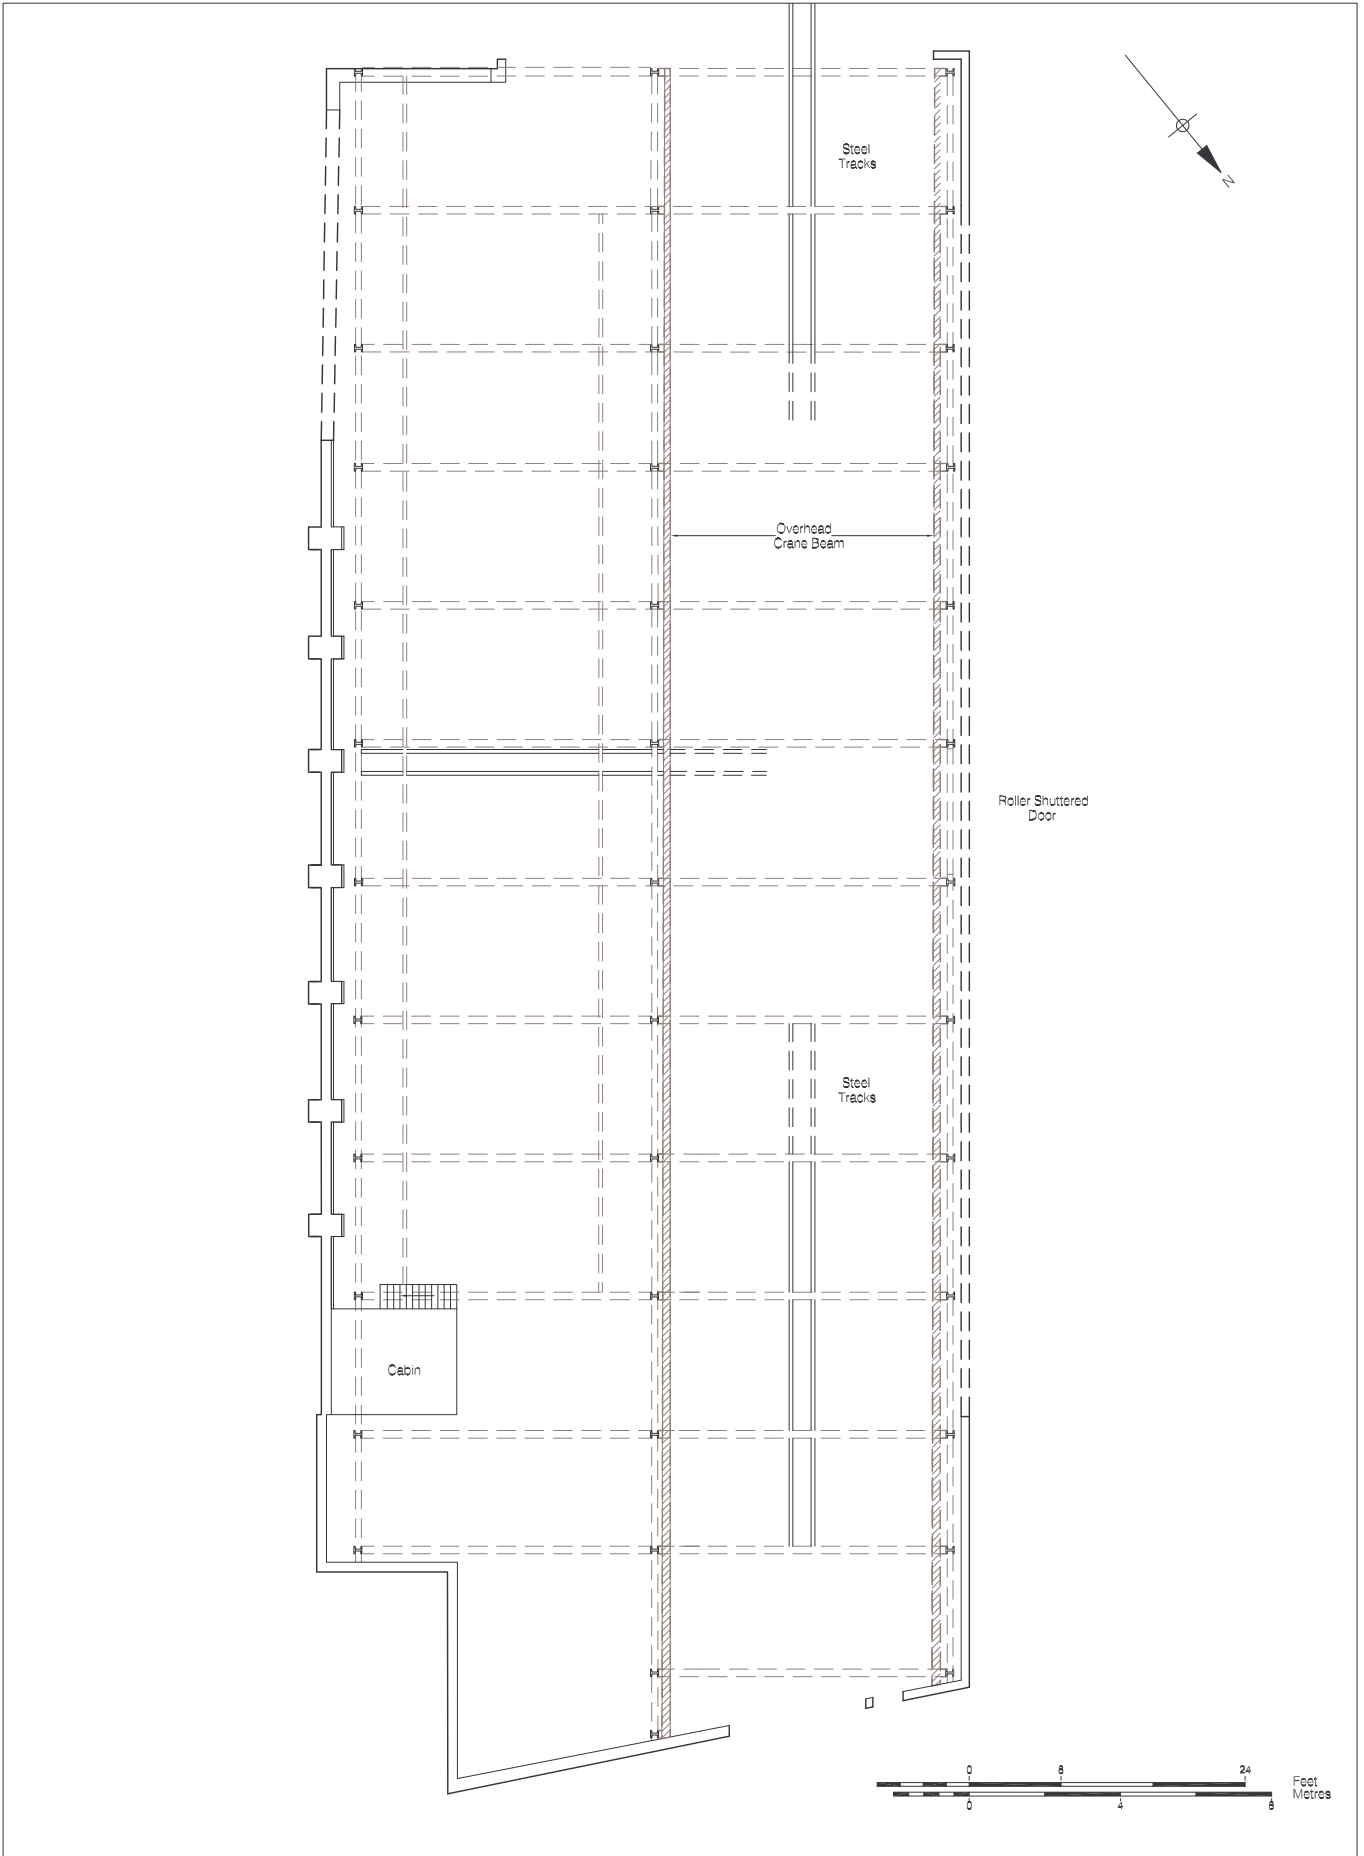 Steel
Tracks
N
Overhead
Crane Beam
Roller Shuttered
Door
Steel
Tracks
Cabin
0 8 24
Feet
Metres
0 4 8